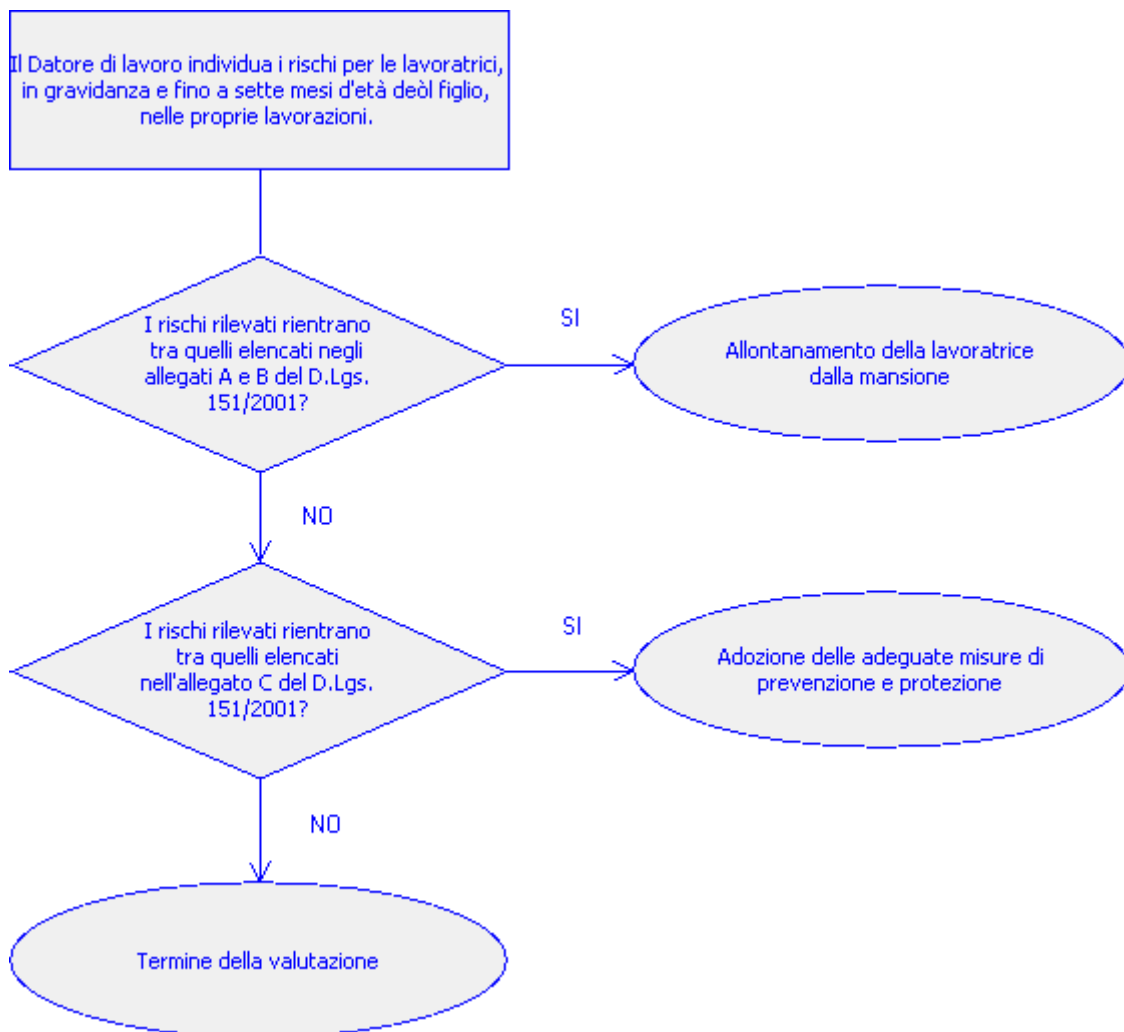 Il Datore di lavoro individua i rischi per le lavoratrici,
in gravidanza e fino a sette mesi d'età deòl figlio,
nelle proprie lavorazioni.
I rischi rilevati rientrano
tra quelli elencati negli
allegati A e B del D.Lgs.
151/2001?
SI
Allontanamento della lavoratrice
dalla mansione
NO
I rischi rilevati rientrano
tra quelli elencati
nell'allegato C del D.Lgs.
151/2001?
SI
Adozione delle adeguate misure di
prevenzione e protezione
NO
Termine della valutazione